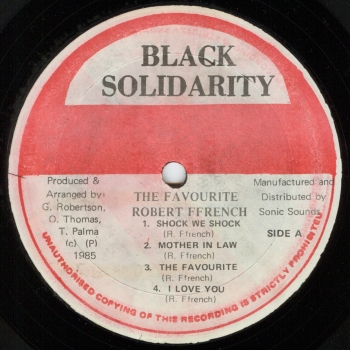 BLACK
SOLIDARITY
Produced &
Arranged by:
G. Robertson,
O. Thomas,
T. Palma
(c) (P)
1985
THE FAVOURITE
ROBERT FFRENCH
1. SHOCK WE SHOCK
(R. Ffrench)
2. MOTHER IN LAW
(R. Ffrench)
3. THE FAVOURITE
(R. Ffrench)
4. I LOVE YOU
(R. Ffrench)
Manufactured and
Distributed by
Sonic Sounds
SIDE A
UNAUTHORISED COPYING OF THIS RECORDING IS STRICTLY PROHIBITED